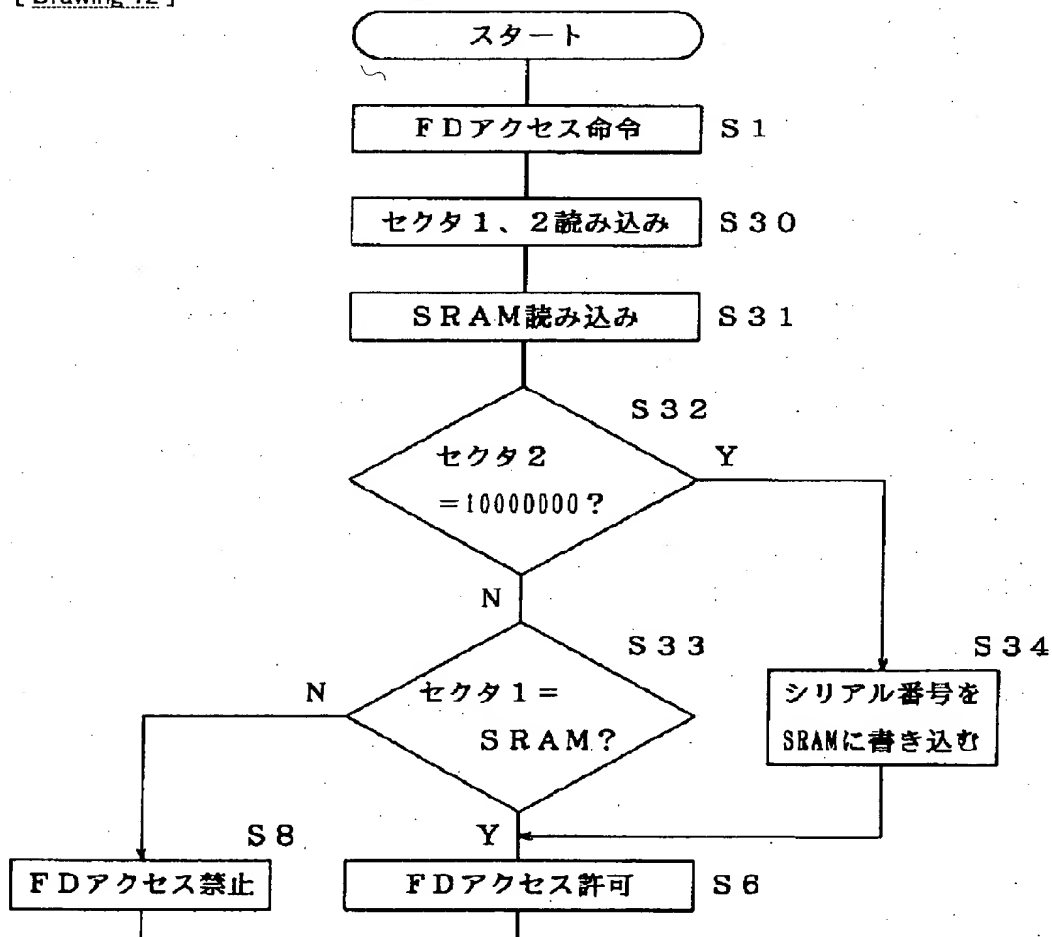 [ Drawing 12 ]
スタート
FDアクセス命令 S1
セクタ1、2読み込み S30
SRAM読み込み S31
S32
セクタ2
=10000000?
Y
N
S33
セクタ1=
SRAM?
N
Y
S34
シリアル番号を
SRAMに書き込む
S8
FDアクセス禁止
FDアクセス許可 S6